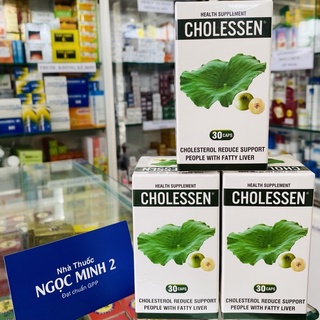 HEALTH SUPPLEMENT
CHOLESSEN
30 CAPS
CHOLESTEROL REDUCE SUPPORT
PEOPLE WITH FATTY LIVER
HEALTH SUPPLEMENT
CHOLESSEN
30 CAPS
CHOLESTEROL REDUCE SUPPORT
PEOPLE WITH FATTY LIVER
HEALTH SUPPLEMENT
CHOLESSEN
30 CAPS
CHOLESTEROL REDUCE SUPPORT
PEOPLE WITH FATTY LIVER
Nhà Thuốc
NGỌC MINH 2
Đạt chuẩn GPP